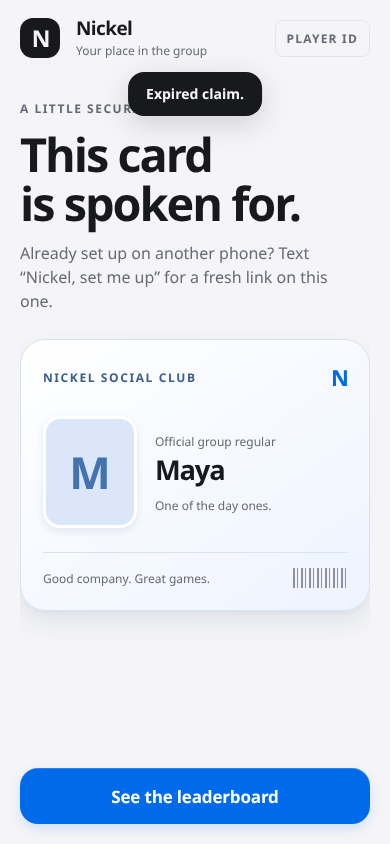 N
Nickel
Your place in the group
PLAYER ID
Expired claim.
A LITTLE
This card
is spoken for.
Already set up on another phone? Text
“Nickel, set me up” for a fresh link on this
one.
NICKEL SOCIAL CLUB
N
M
Official group regular
Maya
One of the day ones.
Good company. Great games.
See the leaderboard